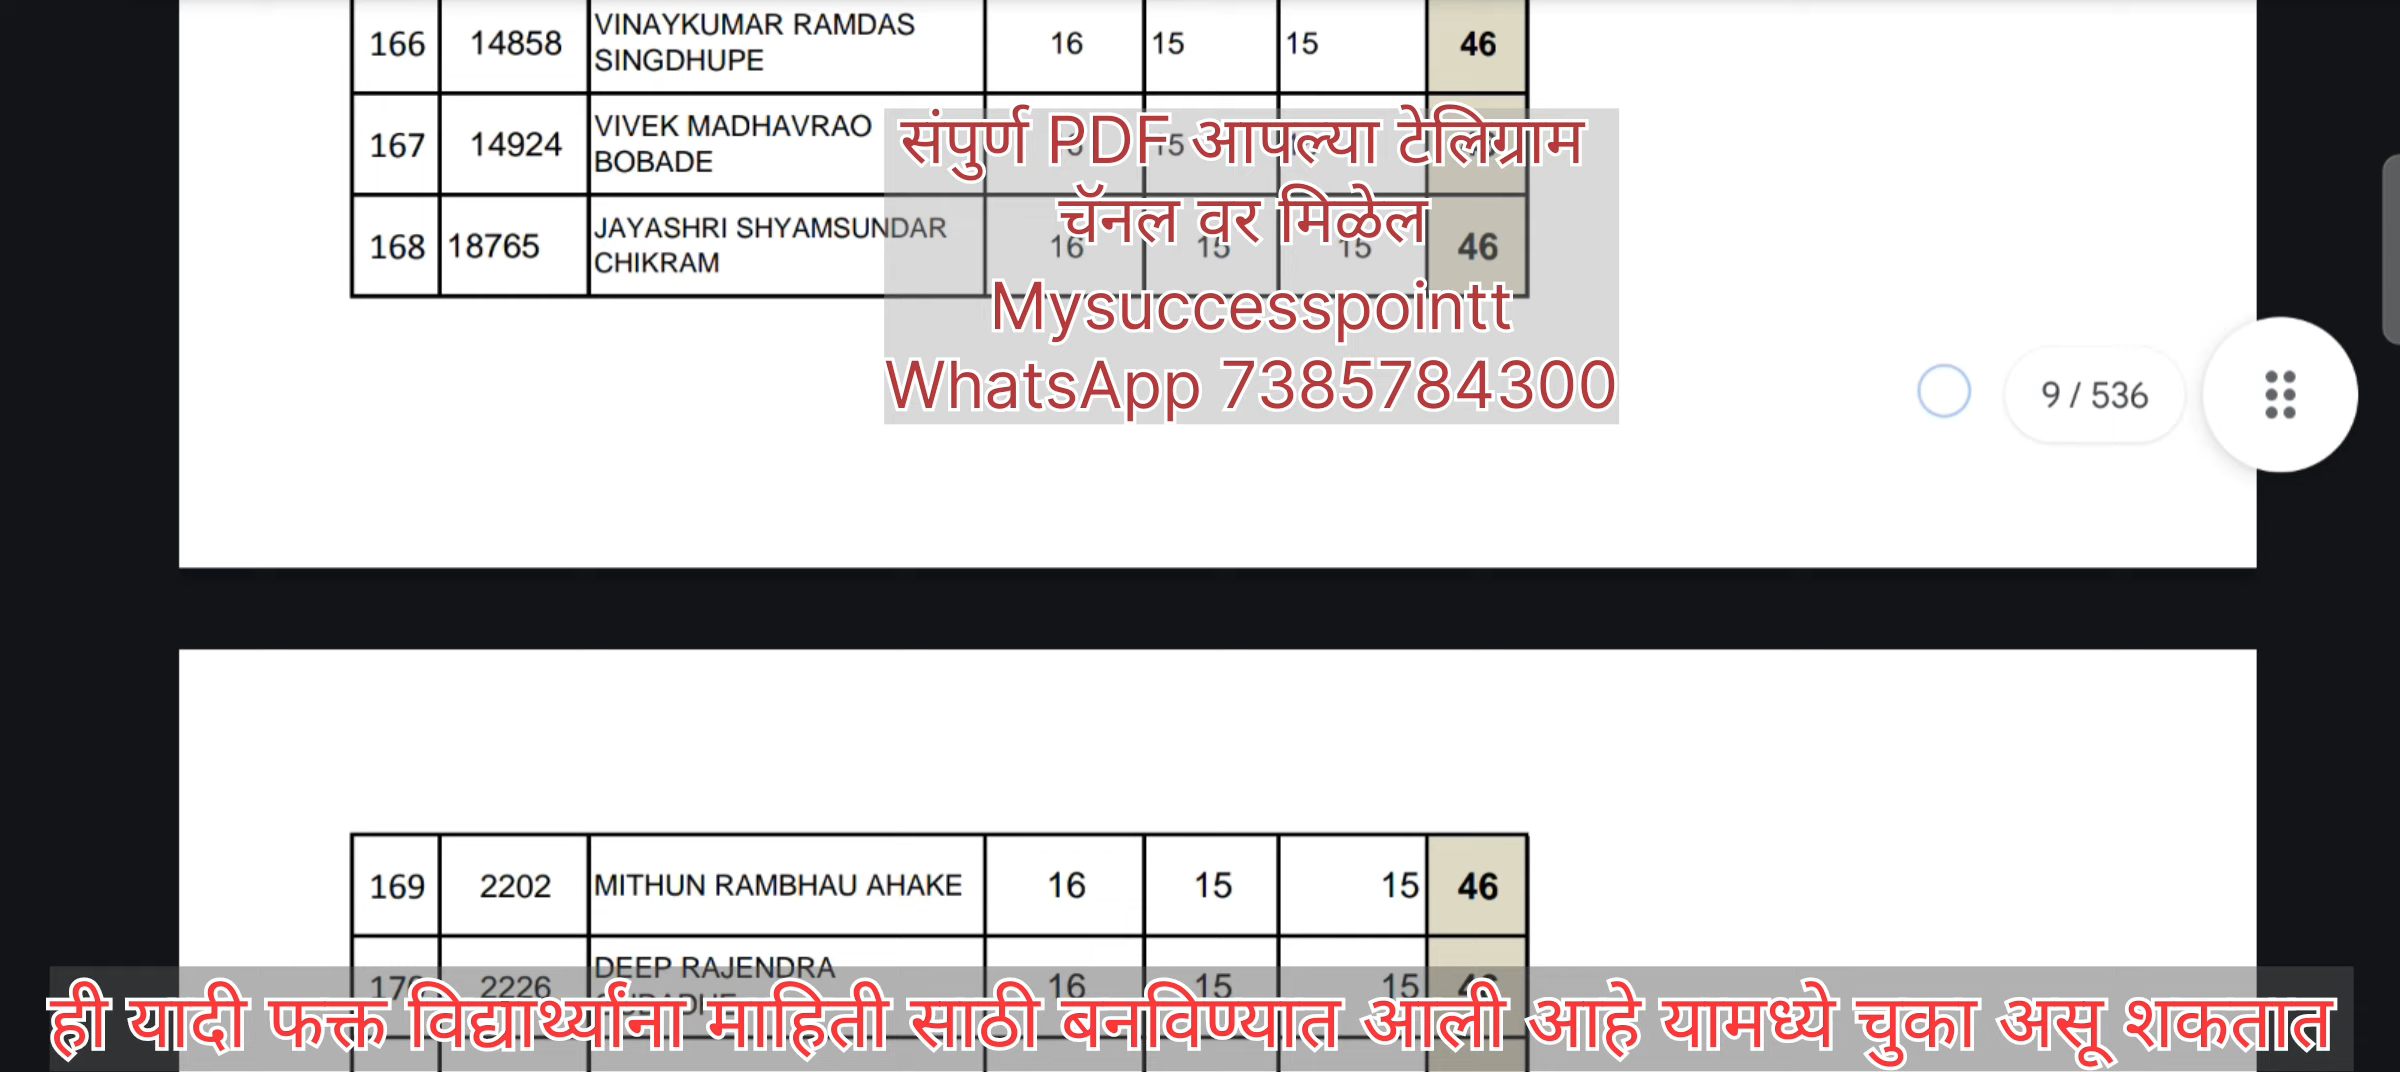 166 14858 VINAYKUMAR RAMDAS SINGDHUPE 16 15 15 46
167 14924 VIVEK MADHAVRAO BOBADE 15
168 18765 JAYASHRI SHYAMSUNDAR CHIKRAM 16 15 15 46
संपुर्ण PDF आपल्या टेलिग्राम
चॅनल वर मिळेल
Mysuccesspointt
WhatsApp 7385784300
9 / 536
169 2202 MITHUN RAMBHAU AHAKE 16 15 15 46
2226 DEEP RAJENDRA 16 15 15
ही यादी फक्त विद्यार्थ्यांना माहिती साठी बनविण्यात आली आहे यामध्ये चुका असू शकतात